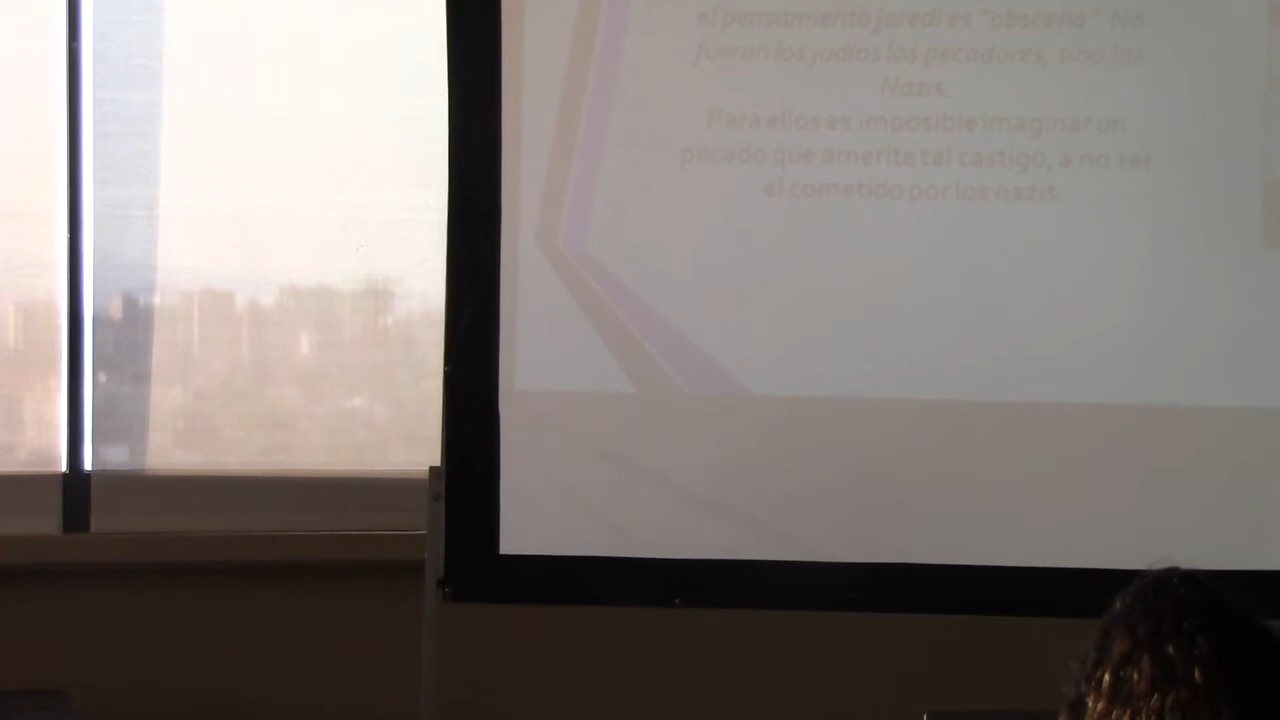 el pensamiento jaredí es "obsceno". No
fueron los judíos los pecadores, sino los
Nazis.
Para ellos es imposible imaginar un
pecado que amerite tal castigo, a no ser
el cometido por los nazis.